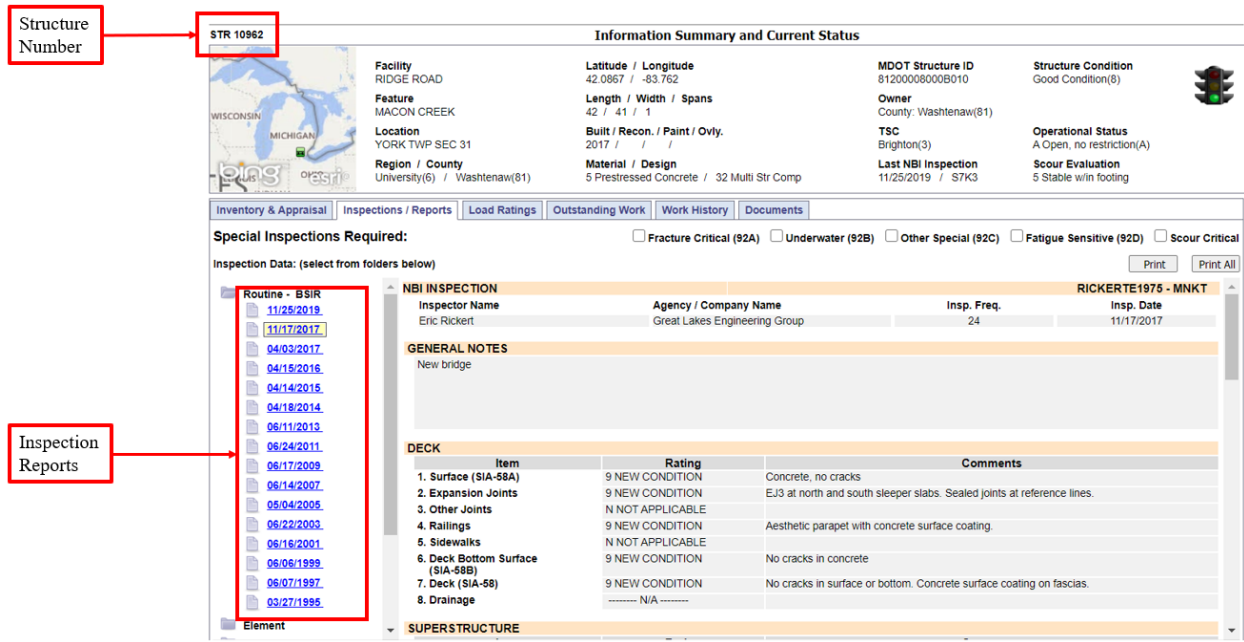 Structure
Number
STR 10962
Information Summary and Current Status
WISCONSIN
MICHIGAN
bing
esri
Facility
RIDGE ROAD
Latitude / Longitude
42.0867 / -83.762
MDOT Structure ID
81200008000B010
Structure Condition
Good Condition(8)
Feature
MACON CREEK
Length / Width / Spans
42 / 41 / 1
Owner
County: Washtenaw(81)
Location
YORK TWP SEC 31
Built / Recon. / Paint / Ovly.
2017 / / /
TSC
Brighton(3)
Operational Status
A Open, no restriction(A)
Region / County
University(6) / Washtenaw(81)
Material / Design
5 Prestressed Concrete / 32 Multi Str Comp
Last NBI Inspection
11/25/2019 / S7K3
Scour Evaluation
5 Stable w/in footing
Inventory & Appraisal Inspections / Reports Load Ratings Outstanding Work Work History Documents
Special Inspections Required: Fracture Critical (92A) Underwater (92B) Other Special (92C) Fatigue Sensitive (92D) Scour Critical
Inspection Data: (select from folders below) Print Print All
Inspection
Reports
Routine - BSIR
11/25/2019
11/17/2017
04/03/2017
04/15/2016
04/14/2015
04/18/2014
06/11/2013
06/24/2011
06/17/2009
06/14/2007
05/04/2005
06/22/2003
06/16/2001
06/06/1999
06/07/1997
03/27/1995
Element
NBI INSPECTION RICKERTE1975 - MNKT
Inspector Name Agency / Company Name Insp. Freq. Insp. Date
Eric Rickert Great Lakes Engineering Group 24 11/17/2017
GENERAL NOTES
New bridge
DECK
Item Rating Comments
1. Surface (SIA-58A) 9 NEW CONDITION Concrete, no cracks
2. Expansion Joints 9 NEW CONDITION EJ3 at north and south sleeper slabs. Sealed joints at reference lines.
3. Other Joints N NOT APPLICABLE
4. Railings 9 NEW CONDITION Aesthetic parapet with concrete surface coating.
5. Sidewalks N NOT APPLICABLE
6. Deck Bottom Surface 9 NEW CONDITION No cracks in concrete
(SIA-58B)
7. Deck (SIA-58) 9 NEW CONDITION No cracks in surface or bottom. Concrete surface coating on fascias.
8. Drainage -------- N/A --------
SUPERSTRUCTURE